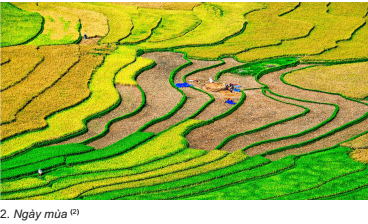 2. Ngày mùa ⁽²⁾